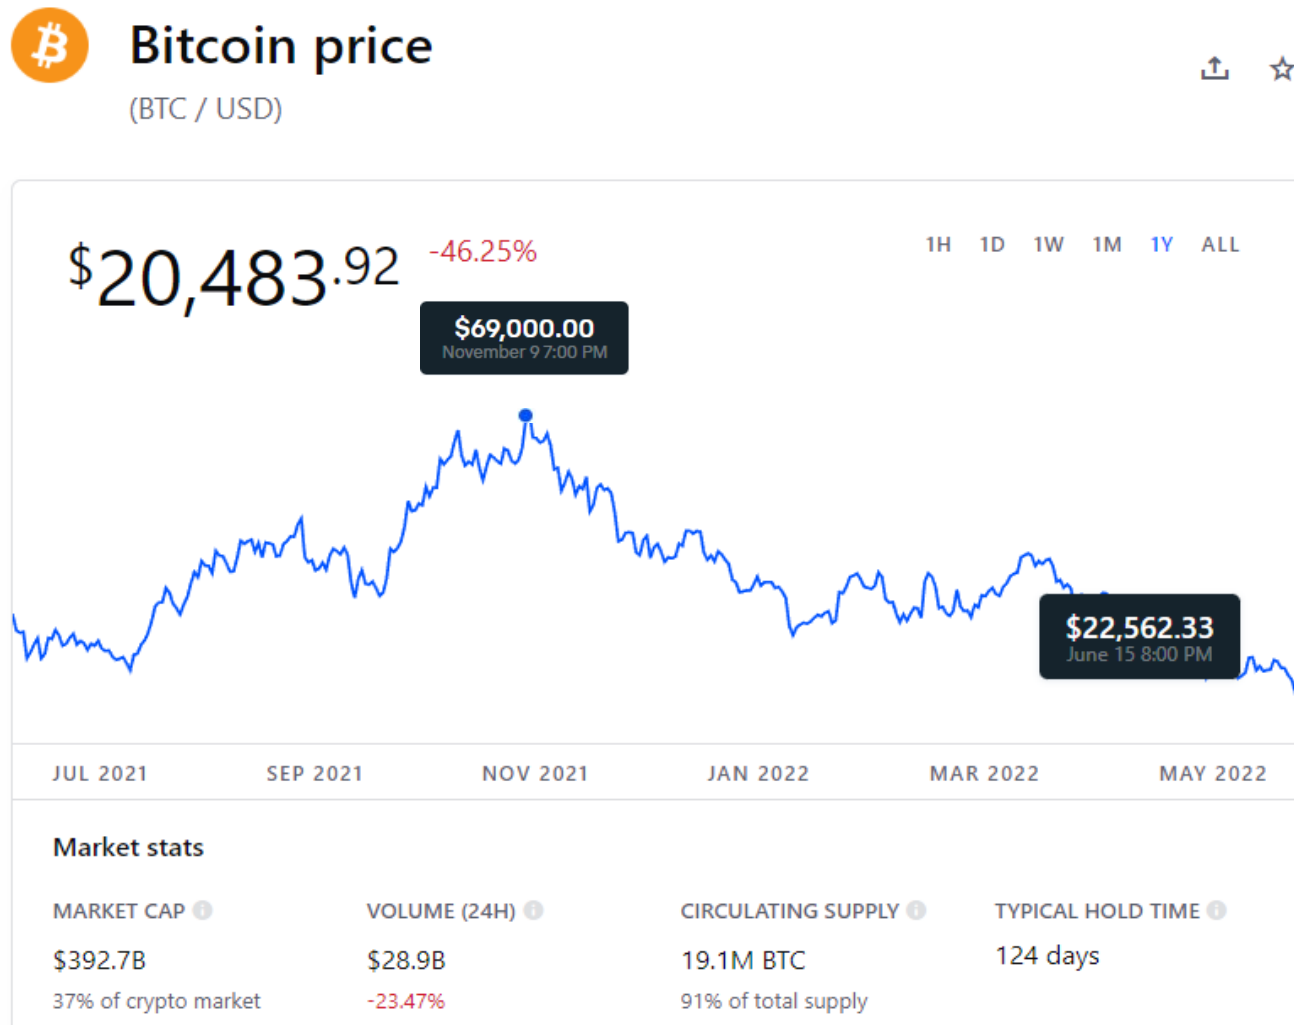 Bitcoin price
(BTC / USD)
$20,483.92 -46.25%
1H 1D 1W 1M 1Y ALL
$69,000.00
November 9 7:00 PM
$22,562.33
June 15 8:00 PM
JUL 2021 SEP 2021 NOV 2021 JAN 2022 MAR 2022 MAY 2022
Market stats
MARKET CAP VOLUME (24H) CIRCULATING SUPPLY TYPICAL HOLD TIME
$392.7B $28.9B 19.1M BTC 124 days
37% of crypto market -23.47% 91% of total supply